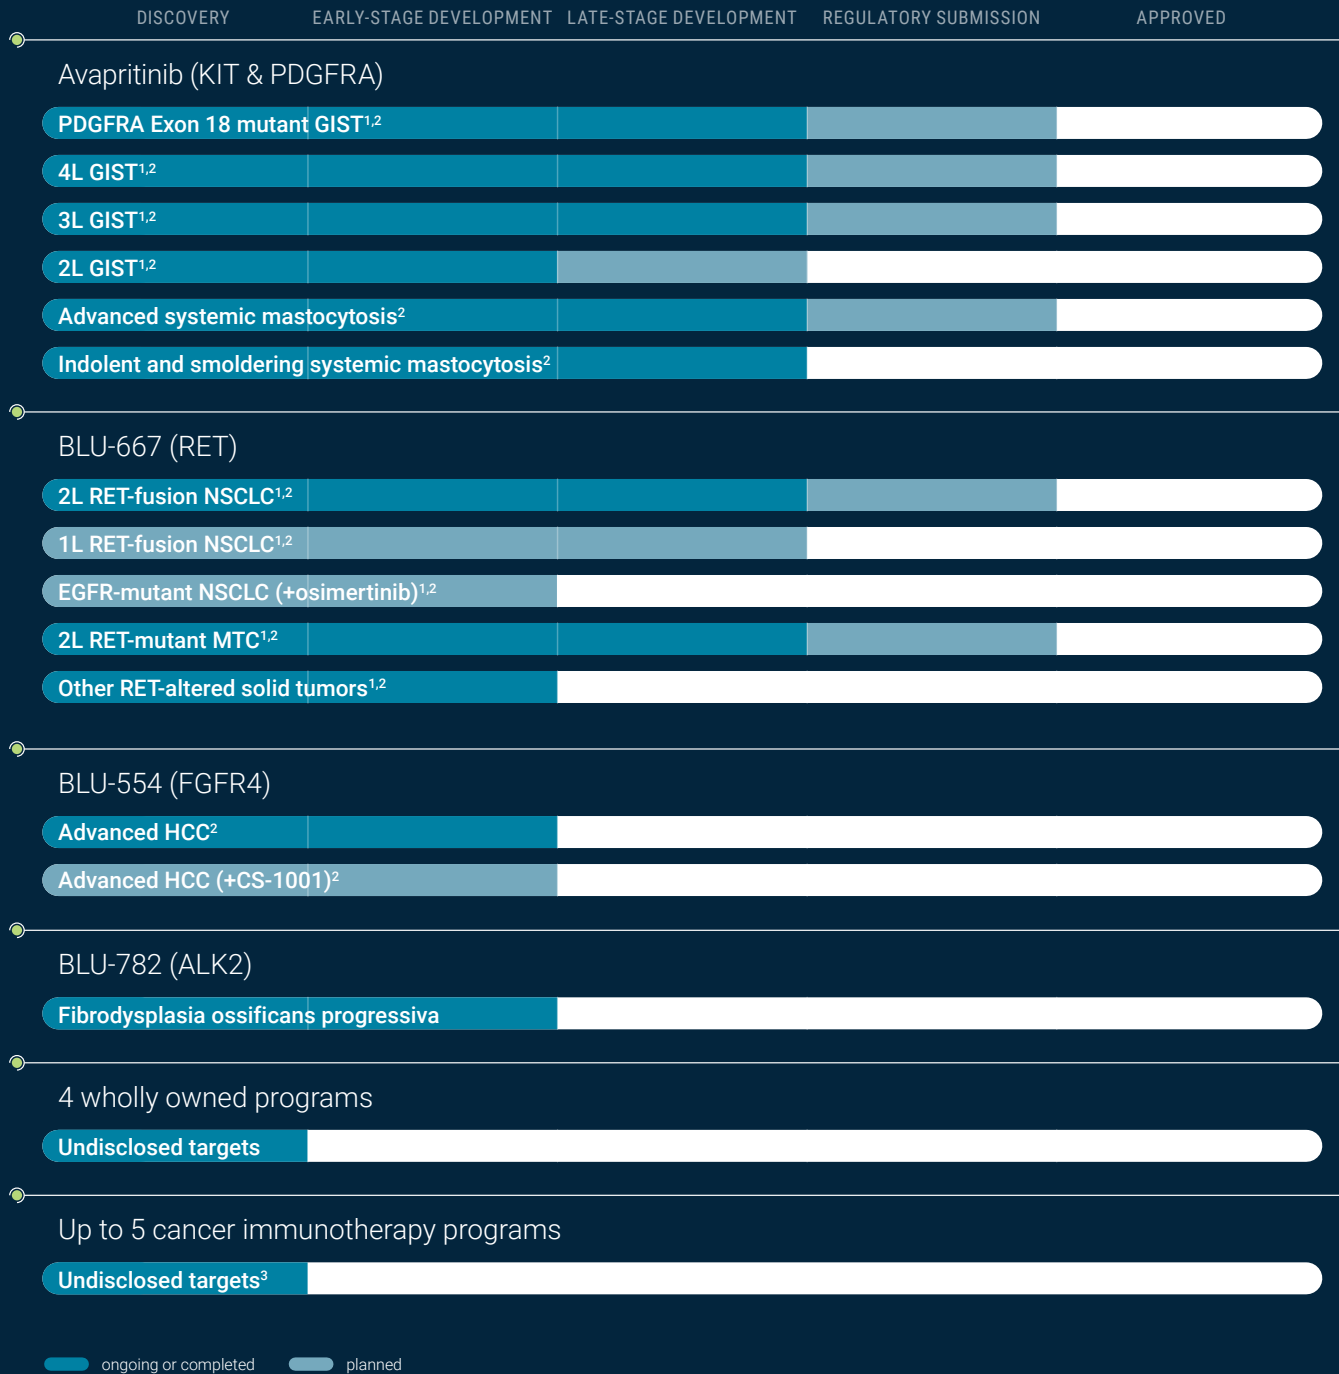 DISCOVERY EARLY-STAGE DEVELOPMENT LATE-STAGE DEVELOPMENT REGULATORY SUBMISSION APPROVED
Avapritinib (KIT & PDGFRA)
PDGFRA Exon 18 mutant GIST1,2
4L GIST1,2
3L GIST1,2
2L GIST1,2
Advanced systemic mastocytosis2
Indolent and smoldering systemic mastocytosis2
BLU-667 (RET)
2L RET-fusion NSCLC1,2
1L RET-fusion NSCLC1,2
EGFR-mutant NSCLC (+osimertinib)1,2
2L RET-mutant MTC1,2
Other RET-altered solid tumors1,2
BLU-554 (FGFR4)
Advanced HCC2
Advanced HCC (+CS-1001)2
BLU-782 (ALK2)
Fibrodysplasia ossificans progressiva
4 wholly owned programs
Undisclosed targets
Up to 5 cancer immunotherapy programs
Undisclosed targets3
ongoing or completed planned